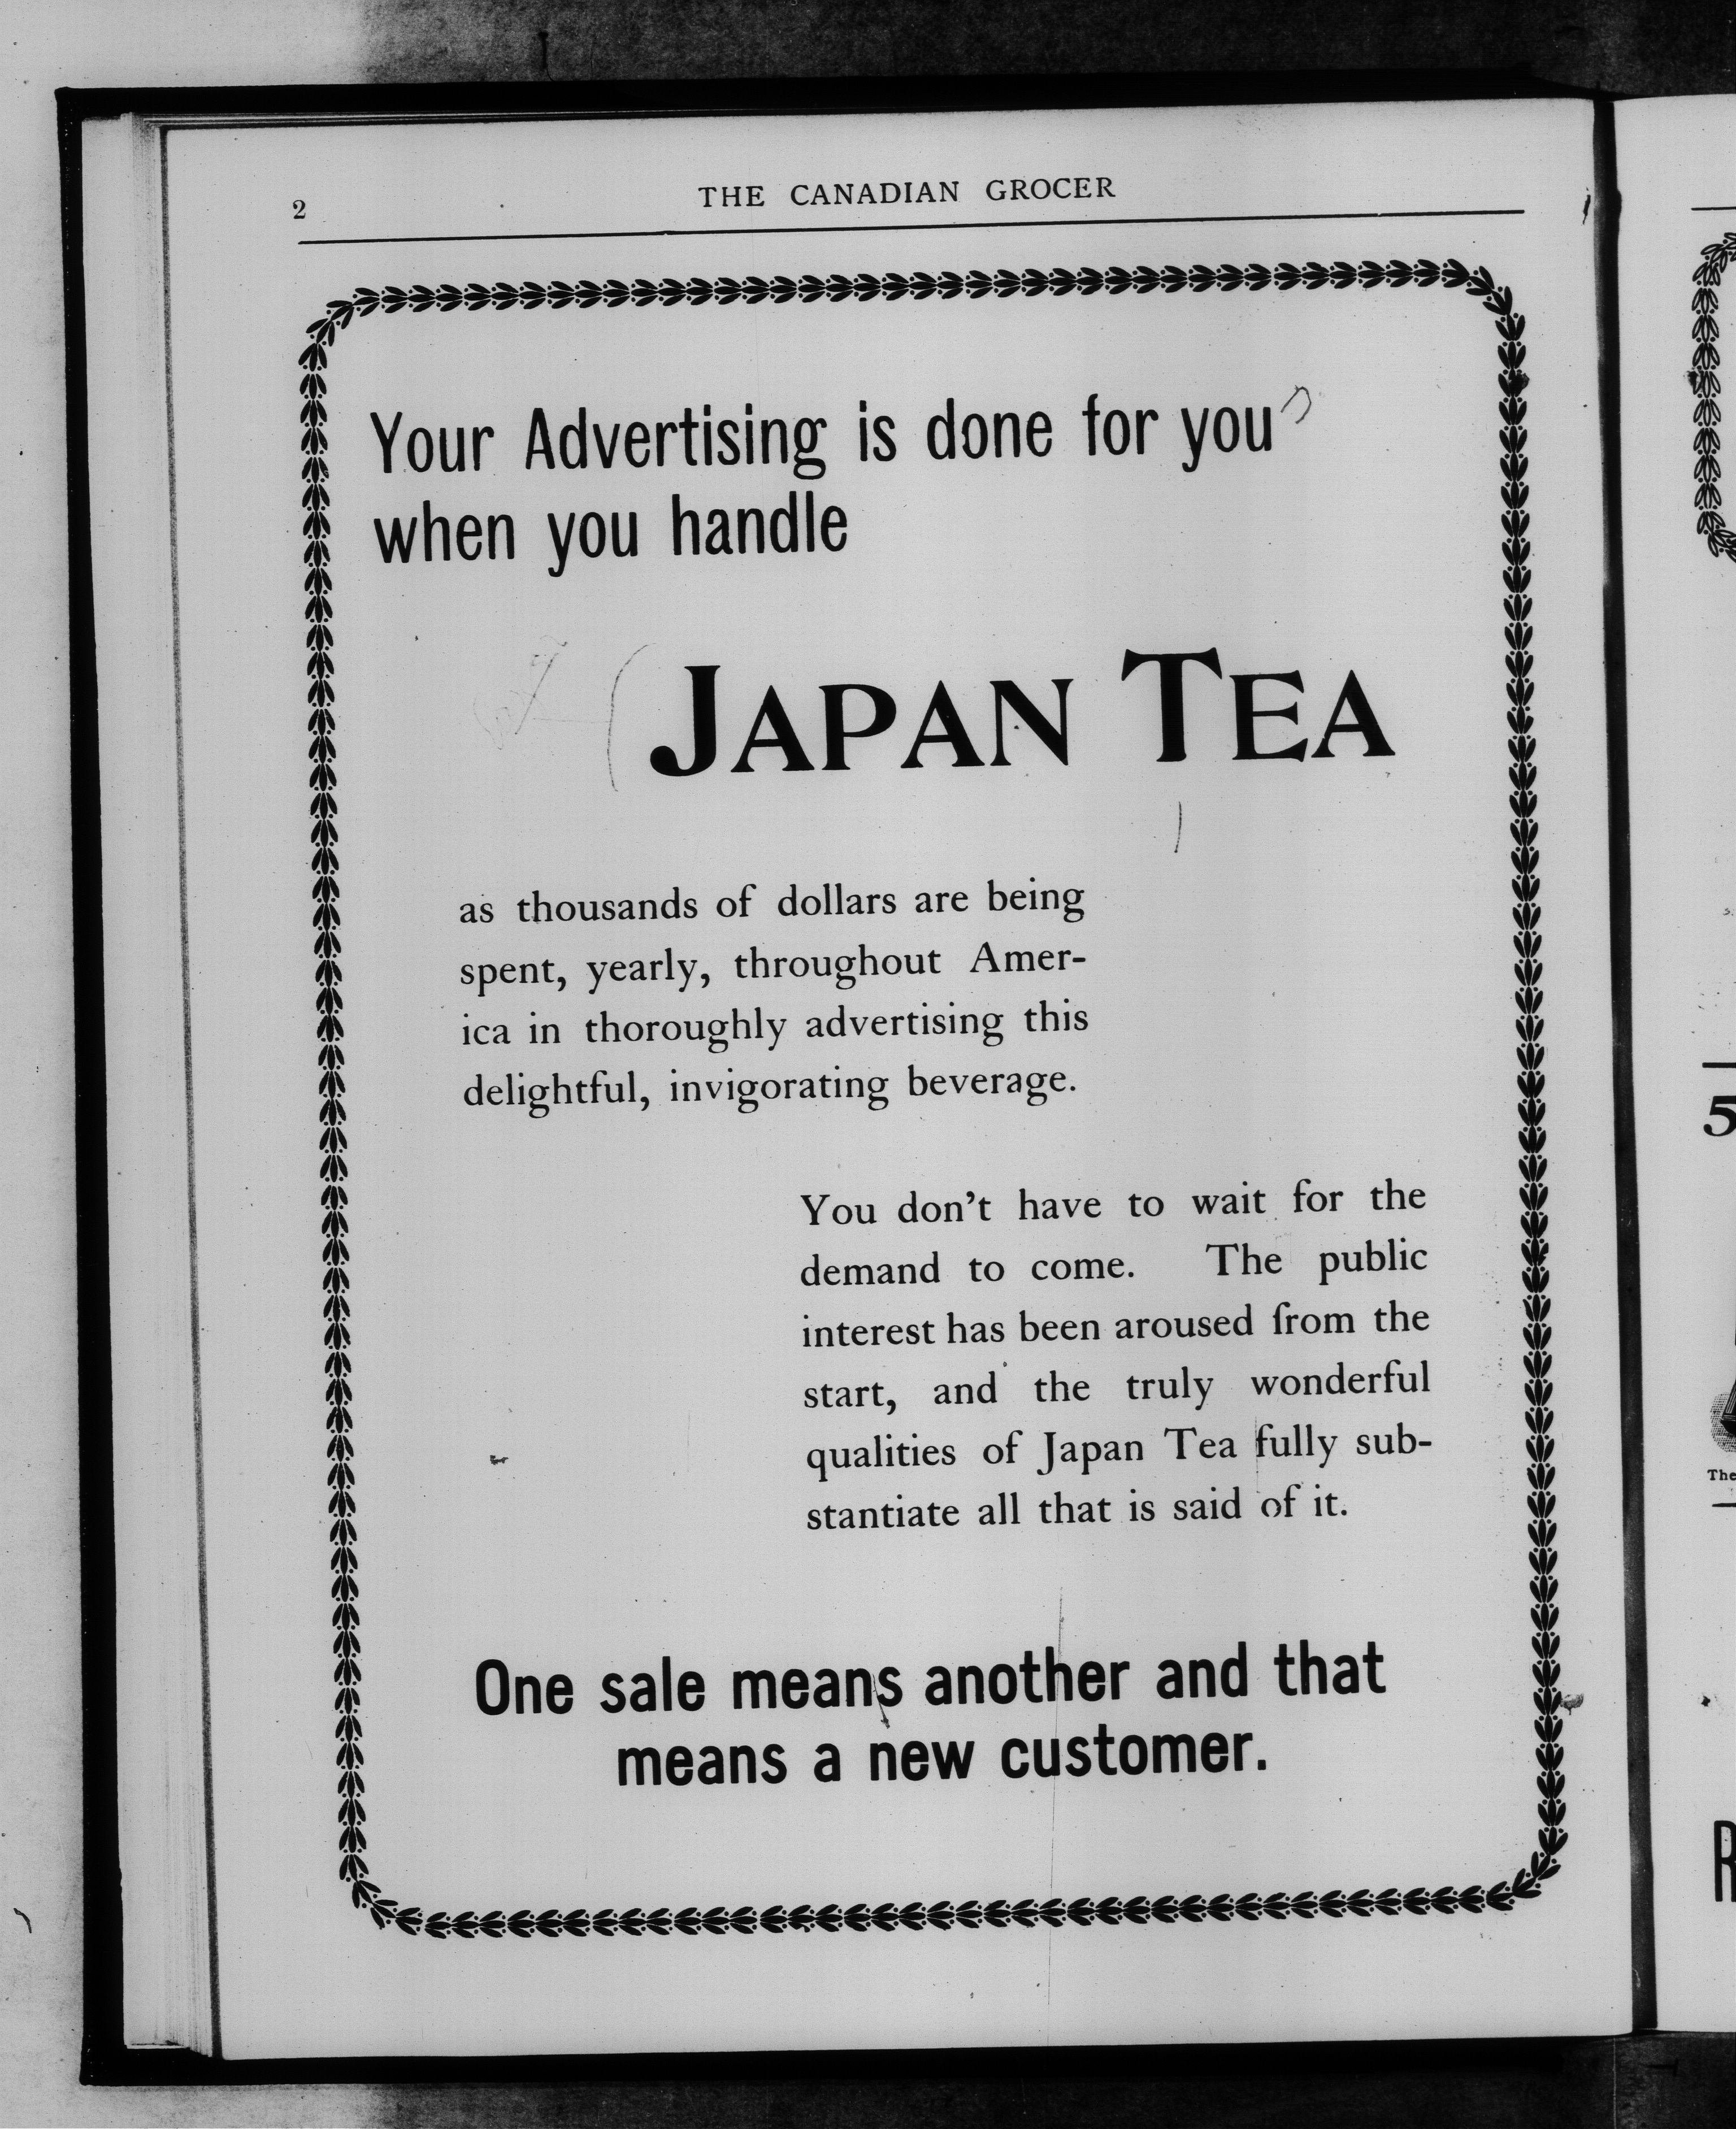 2
THE CANADIAN GROCER
Your Advertising is done for you
when you handle
JAPAN TEA
as thousands of dollars are being
spent, yearly, throughout Amer-
ica in thoroughly advertising this
delightful, invigorating beverage.
You don't have to wait for the
demand to come. The public
interest has been aroused from the
start, and the truly wonderful
qualities of Japan Tea fully sub-
stantiate all that is said of it.
One sale means another and that
means a new customer.
5
The
R